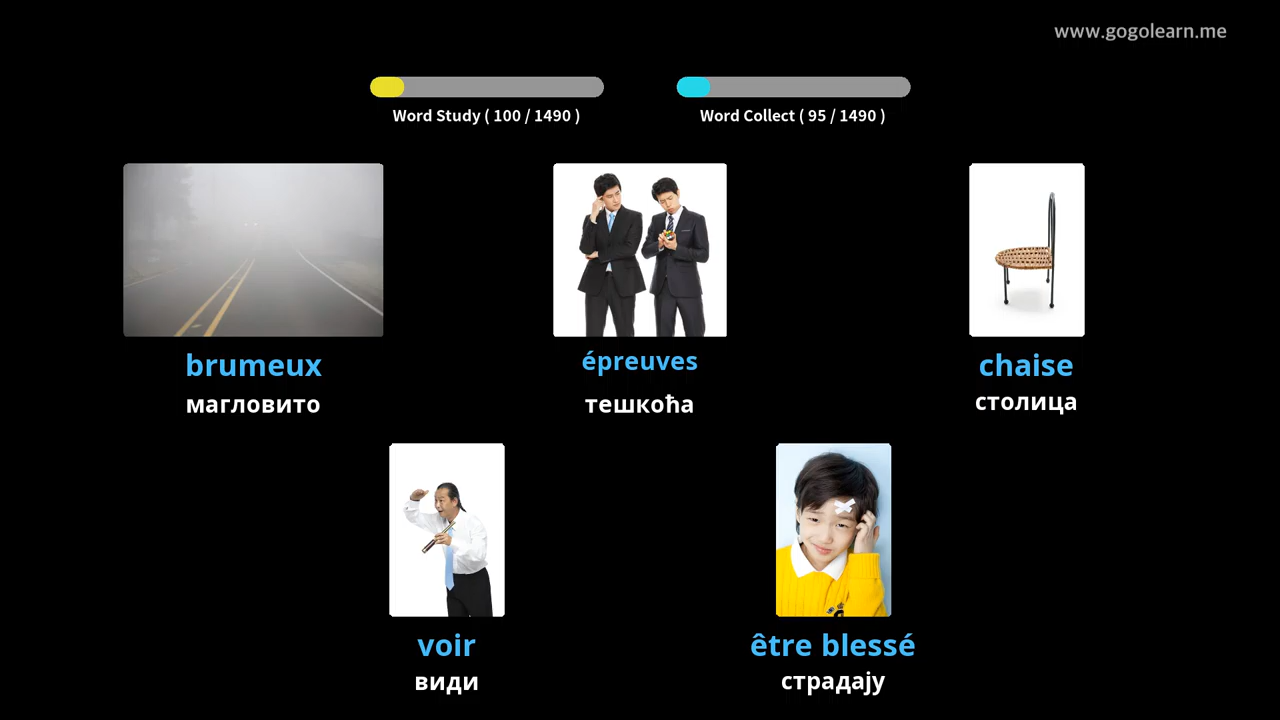 www.gogolearn.me
Word Study ( 100 / 1490 )
Word Collect ( 95 / 1490 )
brumeux
магловито
épreuves
тешкоћа
chaise
столица
voir
види
être blessé
страдају